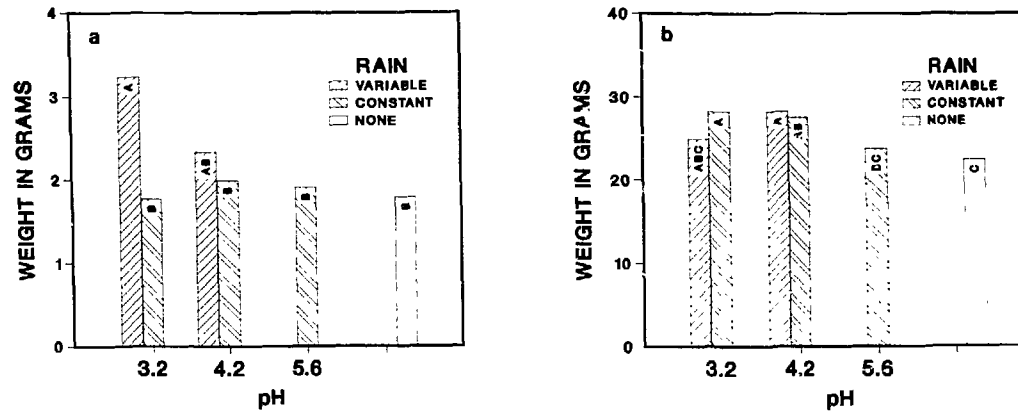 a
WEIGHT IN GRAMS
4
3
2
1
0
RAIN
VARIABLE
CONSTANT
NONE
A
B
AB
B
B
B
3.2
4.2
5.6
pH
b
WEIGHT IN GRAMS
40
30
20
10
0
RAIN
VARIABLE
CONSTANT
NONE
ABC
A
A
AB
BC
C
3.2
4.2
5.6
pH